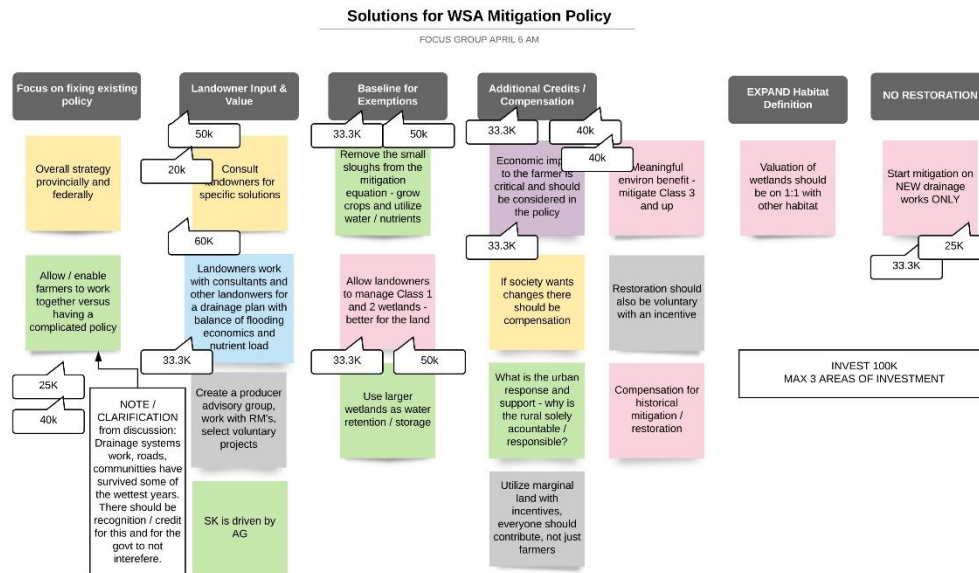 Solutions for WSA Mitigation Policy
FOCUS GROUP APRIL 6 AM
Focus on fixing existing
policy
Overall strategy
provincially and
federally
Allow / enable
farmers to work
together versus
having a
complicated policy
25K
40k
NOTE /
CLARIFICATION
from discussion:
Drainage systems
work, roads,
communitties have
survived some of
the wettest years.
There should be
recognition / credit
for this and for the
govt to not
interefere.
Landowner Input &
Value
50k
20k
Consult
landowners for
specific solutions
60K
Landowners work
with consultants and
other landonwers for
a drainage plan with
balance of flooding
economics and
nutrient load
33.3K
Create a producer
advisory group,
work with RM's,
select voluntary
projects
SK is driven by
AG
Baseline for
Exemptions
33.3K
50k
Remove the small
sloughs from the
mitigation
equation - grow
crops and utilize
water / nutrients
Allow landowners
to manage Class 1
and 2 wetlands -
better for the land
33.3K
50k
Use larger
wetlands as water
retention / storage
Additional Credits /
Compensation
33.3K
40k
40k
Economic
to the farmer is
critical and should
be considered in
the policy
33.3K
If society wants
changes there
should be
compensation
What is the urban
response and
support - why is
the rural solely
acountable /
responsible?
Utilize marginal
land with
incentives,
everyone should
contribute, not just
farmers
Meaningful
environ benefit -
mitigate Class 3
and up
Restoration should
also be voluntary
with an incentive
Compensation for
historical
mitigation /
restoration
EXPAND Habitat
Definition
Valuation of
wetlands should
be on 1:1 with
other habitat
NO RESTORATION
Start mitigation on
NEW drainage
works ONLY
25K
33.3K
INVEST 100K
MAX 3 AREAS OF INVESTMENT